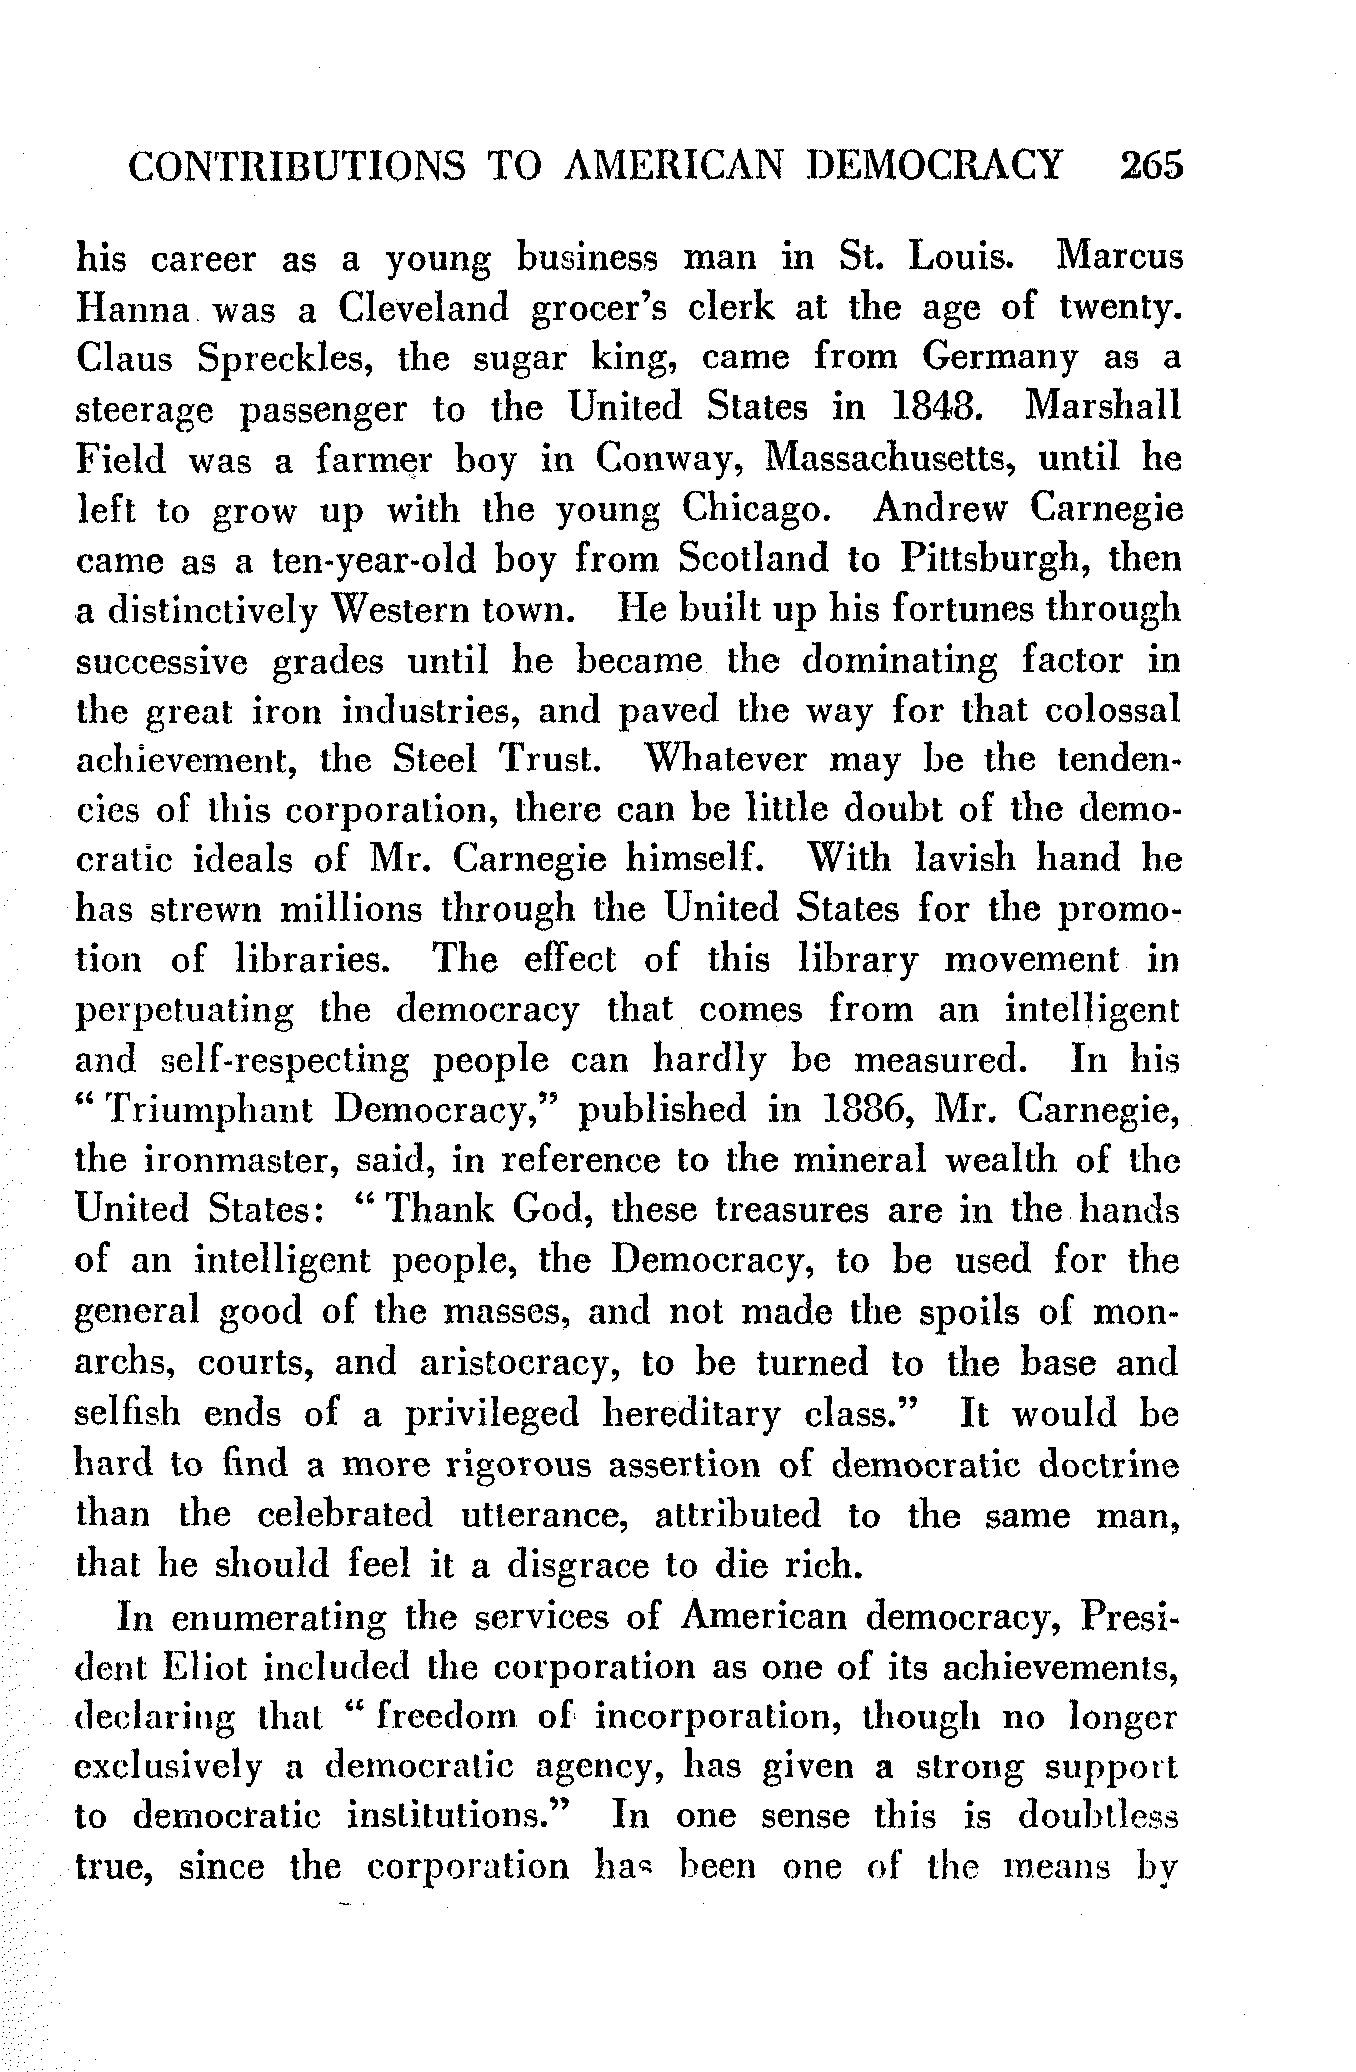 CONTRIBUTIONS TO AMERICAN DEMOCRACY 265
his career as a young business man in St. Louis. Marcus
Hanna was a Cleveland grocer's clerk at the age of twenty.
Claus Spreckles, the sugar king, came from Germany as a
steerage passenger to the United States in 1848. Marshall
Field was a farmer boy in Conway, Massachusetts, until he
left to grow up with the young Chicago. Andrew Carnegie
came as a ten-year-old boy from Scotland to Pittsburgh, then
a distinctively Western town. He built up his fortunes through
successive grades until he became the dominating factor in
the great iron industries, and paved the way for that colossal
achievement, the Steel Trust. Whatever may be the tenden-
cies of this corporation, there can be little doubt of the demo-
cratic ideals of Mr. Carnegie himself. With lavish hand he
has strewn millions through the United States for the promo-
tion of libraries. The effect of this library movement in
perpetuating the democracy that comes from an intelligent
and self-respecting people can hardly be measured. In his
“ Triumphant Democracy,” published in 1886, Mr. Carnegie,
the ironmaster, said, in reference to the mineral wealth of the
United States: “ Thank God, these treasures are in the hands
of an intelligent people, the Democracy, to be used for the
general good of the masses, and not made the spoils of mon-
archs, courts, and aristocracy, to be turned to the base and
selfish ends of a privileged hereditary class.” It would be
hard to find a more rigorous assertion of democratic doctrine
than the celebrated utterance, attributed to the same man,
that he should feel it a disgrace to die rich.
In enumerating the services of American democracy, Presi-
dent Eliot included the corporation as one of its achievements,
declaring that “ freedom of incorporation, though no longer
exclusively a democratic agency, has given a strong support
to democratic institutions.” In one sense this is doubtless
true, since the corporation has been one of the means by